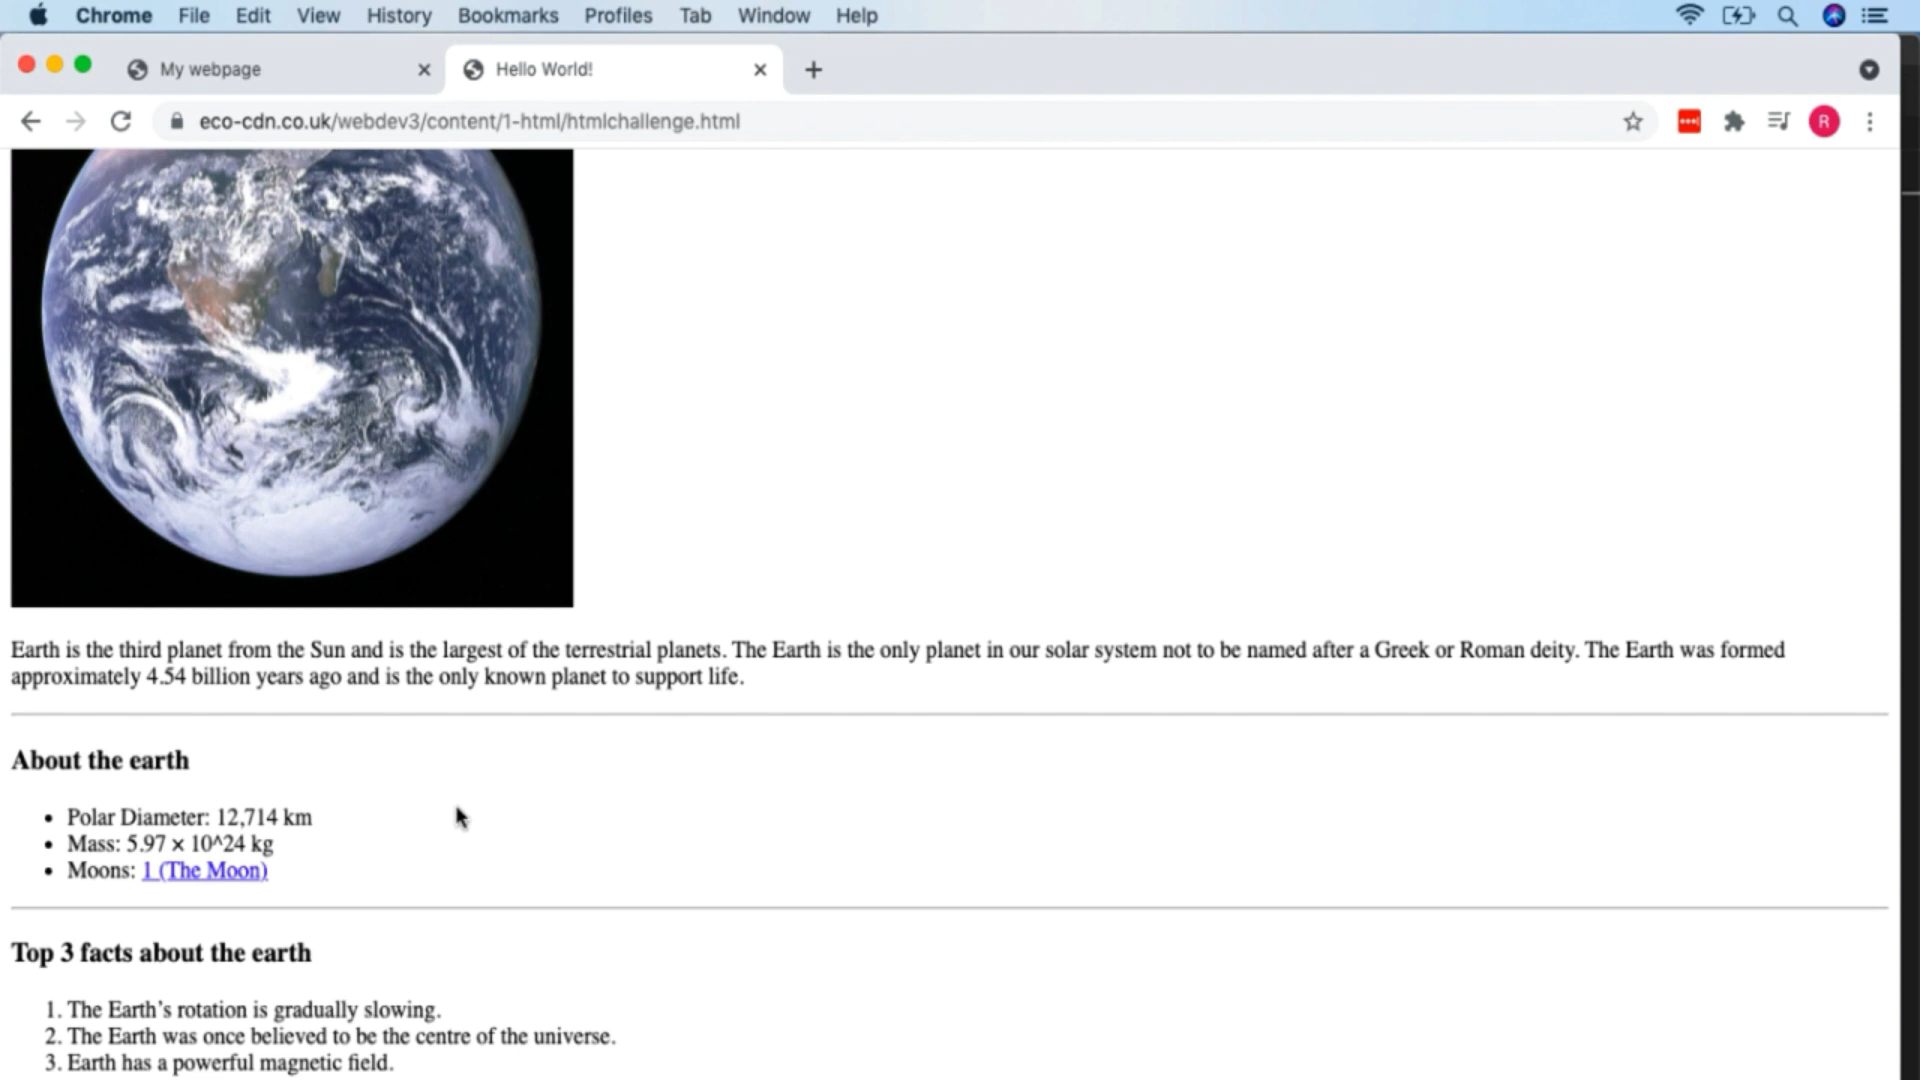 Chrome File Edit View History Bookmarks Profiles Tab Window Help
My webpage
Hello World!
eco-cdn.co.uk/webdev3/content/1-html/htmlchallenge.html
R
Earth is the third planet from the Sun and is the largest of the terrestrial planets. The Earth is the only planet in our solar system not to be named after a Greek or Roman deity. The Earth was formed
approximately 4.54 billion years ago and is the only known planet to support life.
About the earth
• Polar Diameter: 12,714 km
• Mass: 5.97 × 10^24 kg
• Moons: 1 (The Moon)
Top 3 facts about the earth
1. The Earth’s rotation is gradually slowing.
2. The Earth was once believed to be the centre of the universe.
3. Earth has a powerful magnetic field.